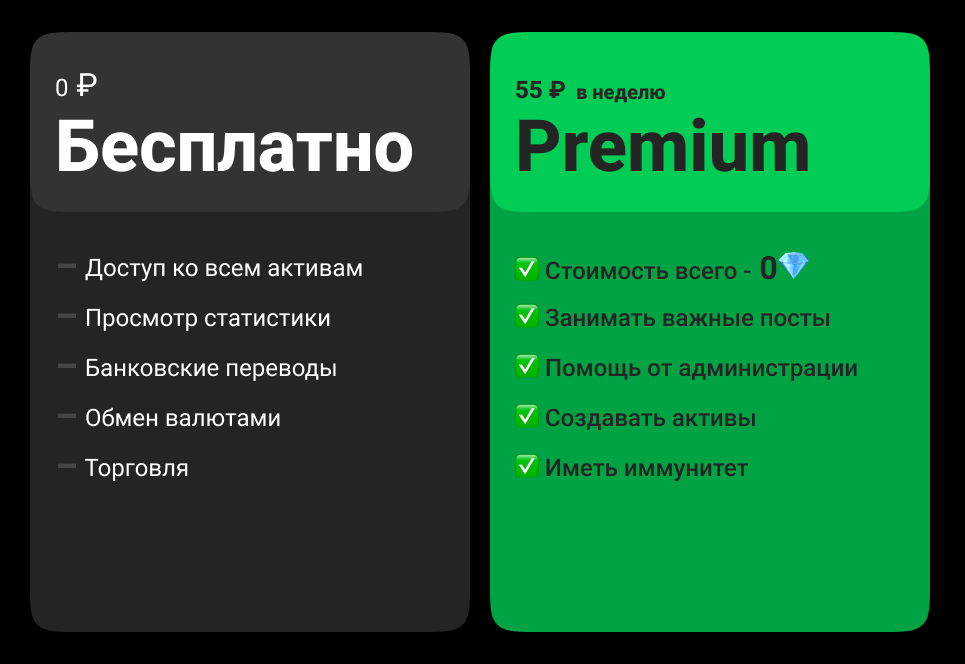 0 ₽
Бесплатно
Доступ ко всем активам
Просмотр статистики
Банковские переводы
Обмен валютами
Торговля
55 ₽ в неделю
Premium
✅ Стоимость всего - 0💎
✅ Занимать важные посты
✅ Помощь от администрации
✅ Создавать активы
✅ Иметь иммунитет